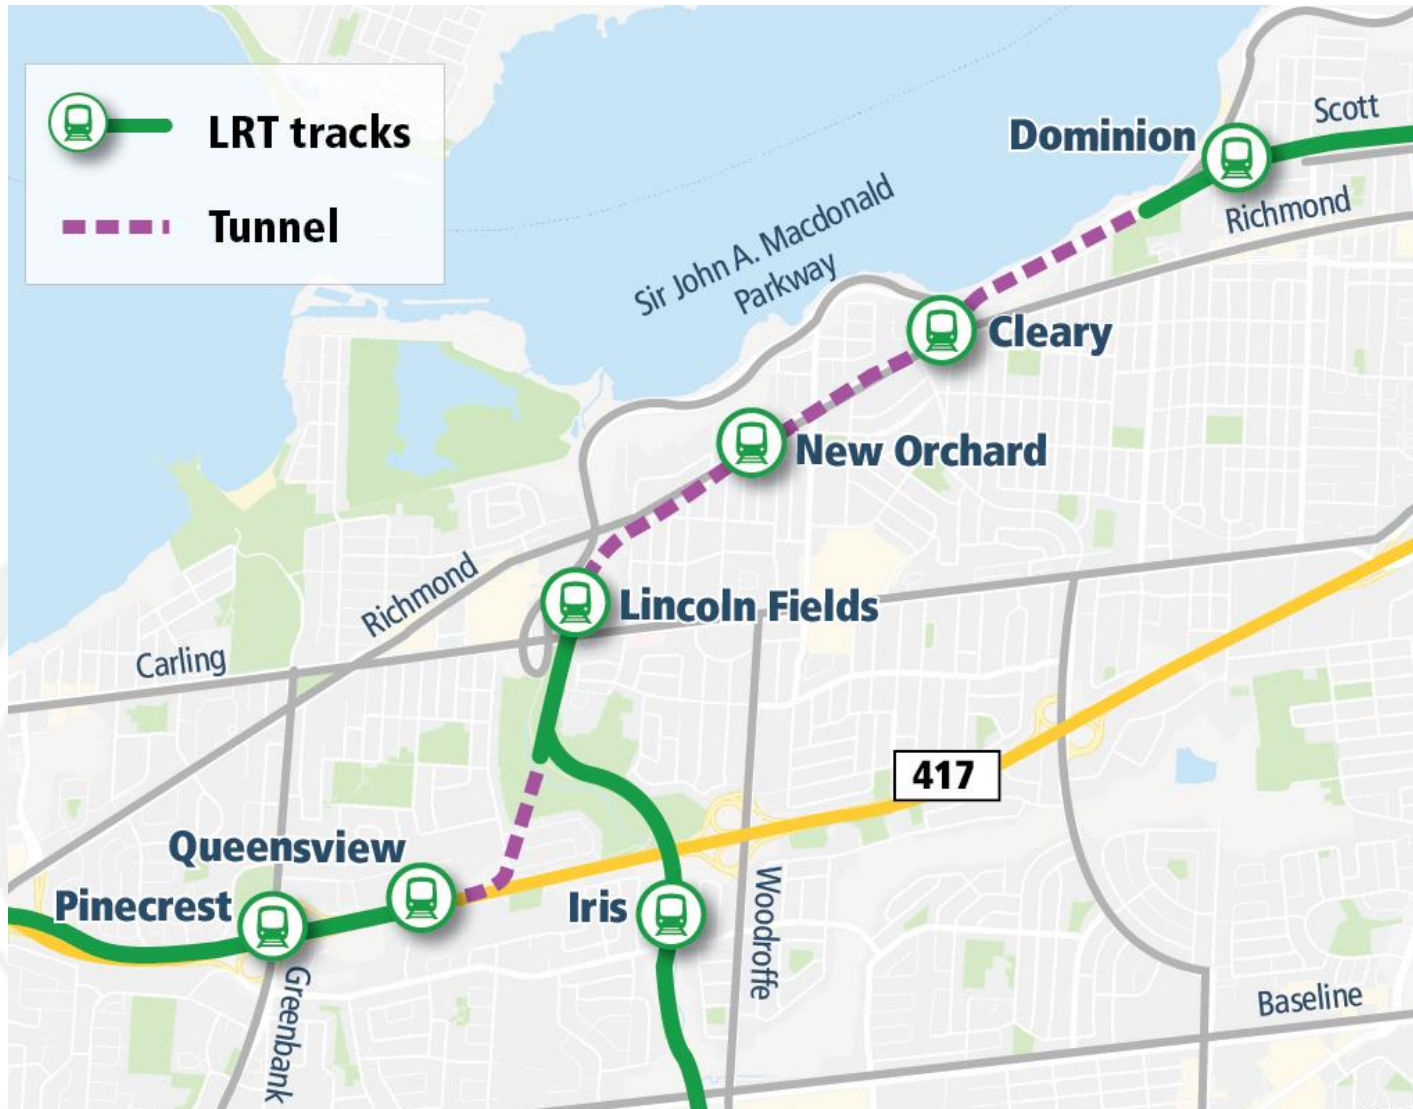 LRT tracks
Tunnel
Dominion
Scott
Richmond
Sir John A. Macdonald
Parkway
Cleary
New Orchard
Richmond
Lincoln Fields
Carling
417
Queensview
Pinecrest
Iris
Woodroffe
Greenbank
Baseline